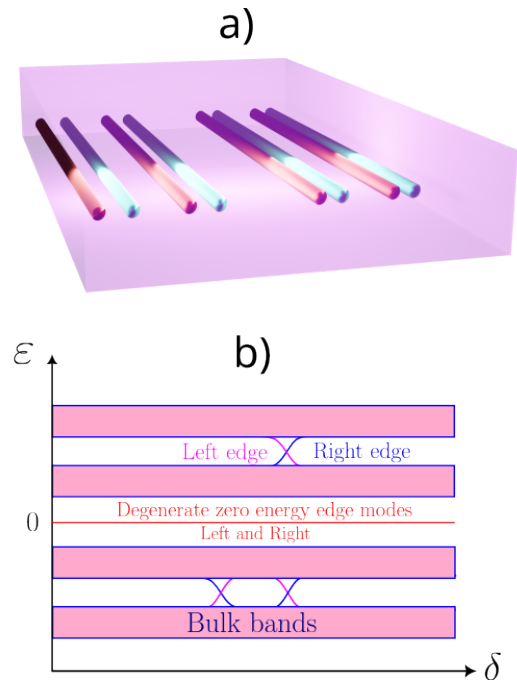 a)
b)
ε
Left edge Right edge
Degenerate zero energy edge modes
0
Left and Right
Bulk bands
δ